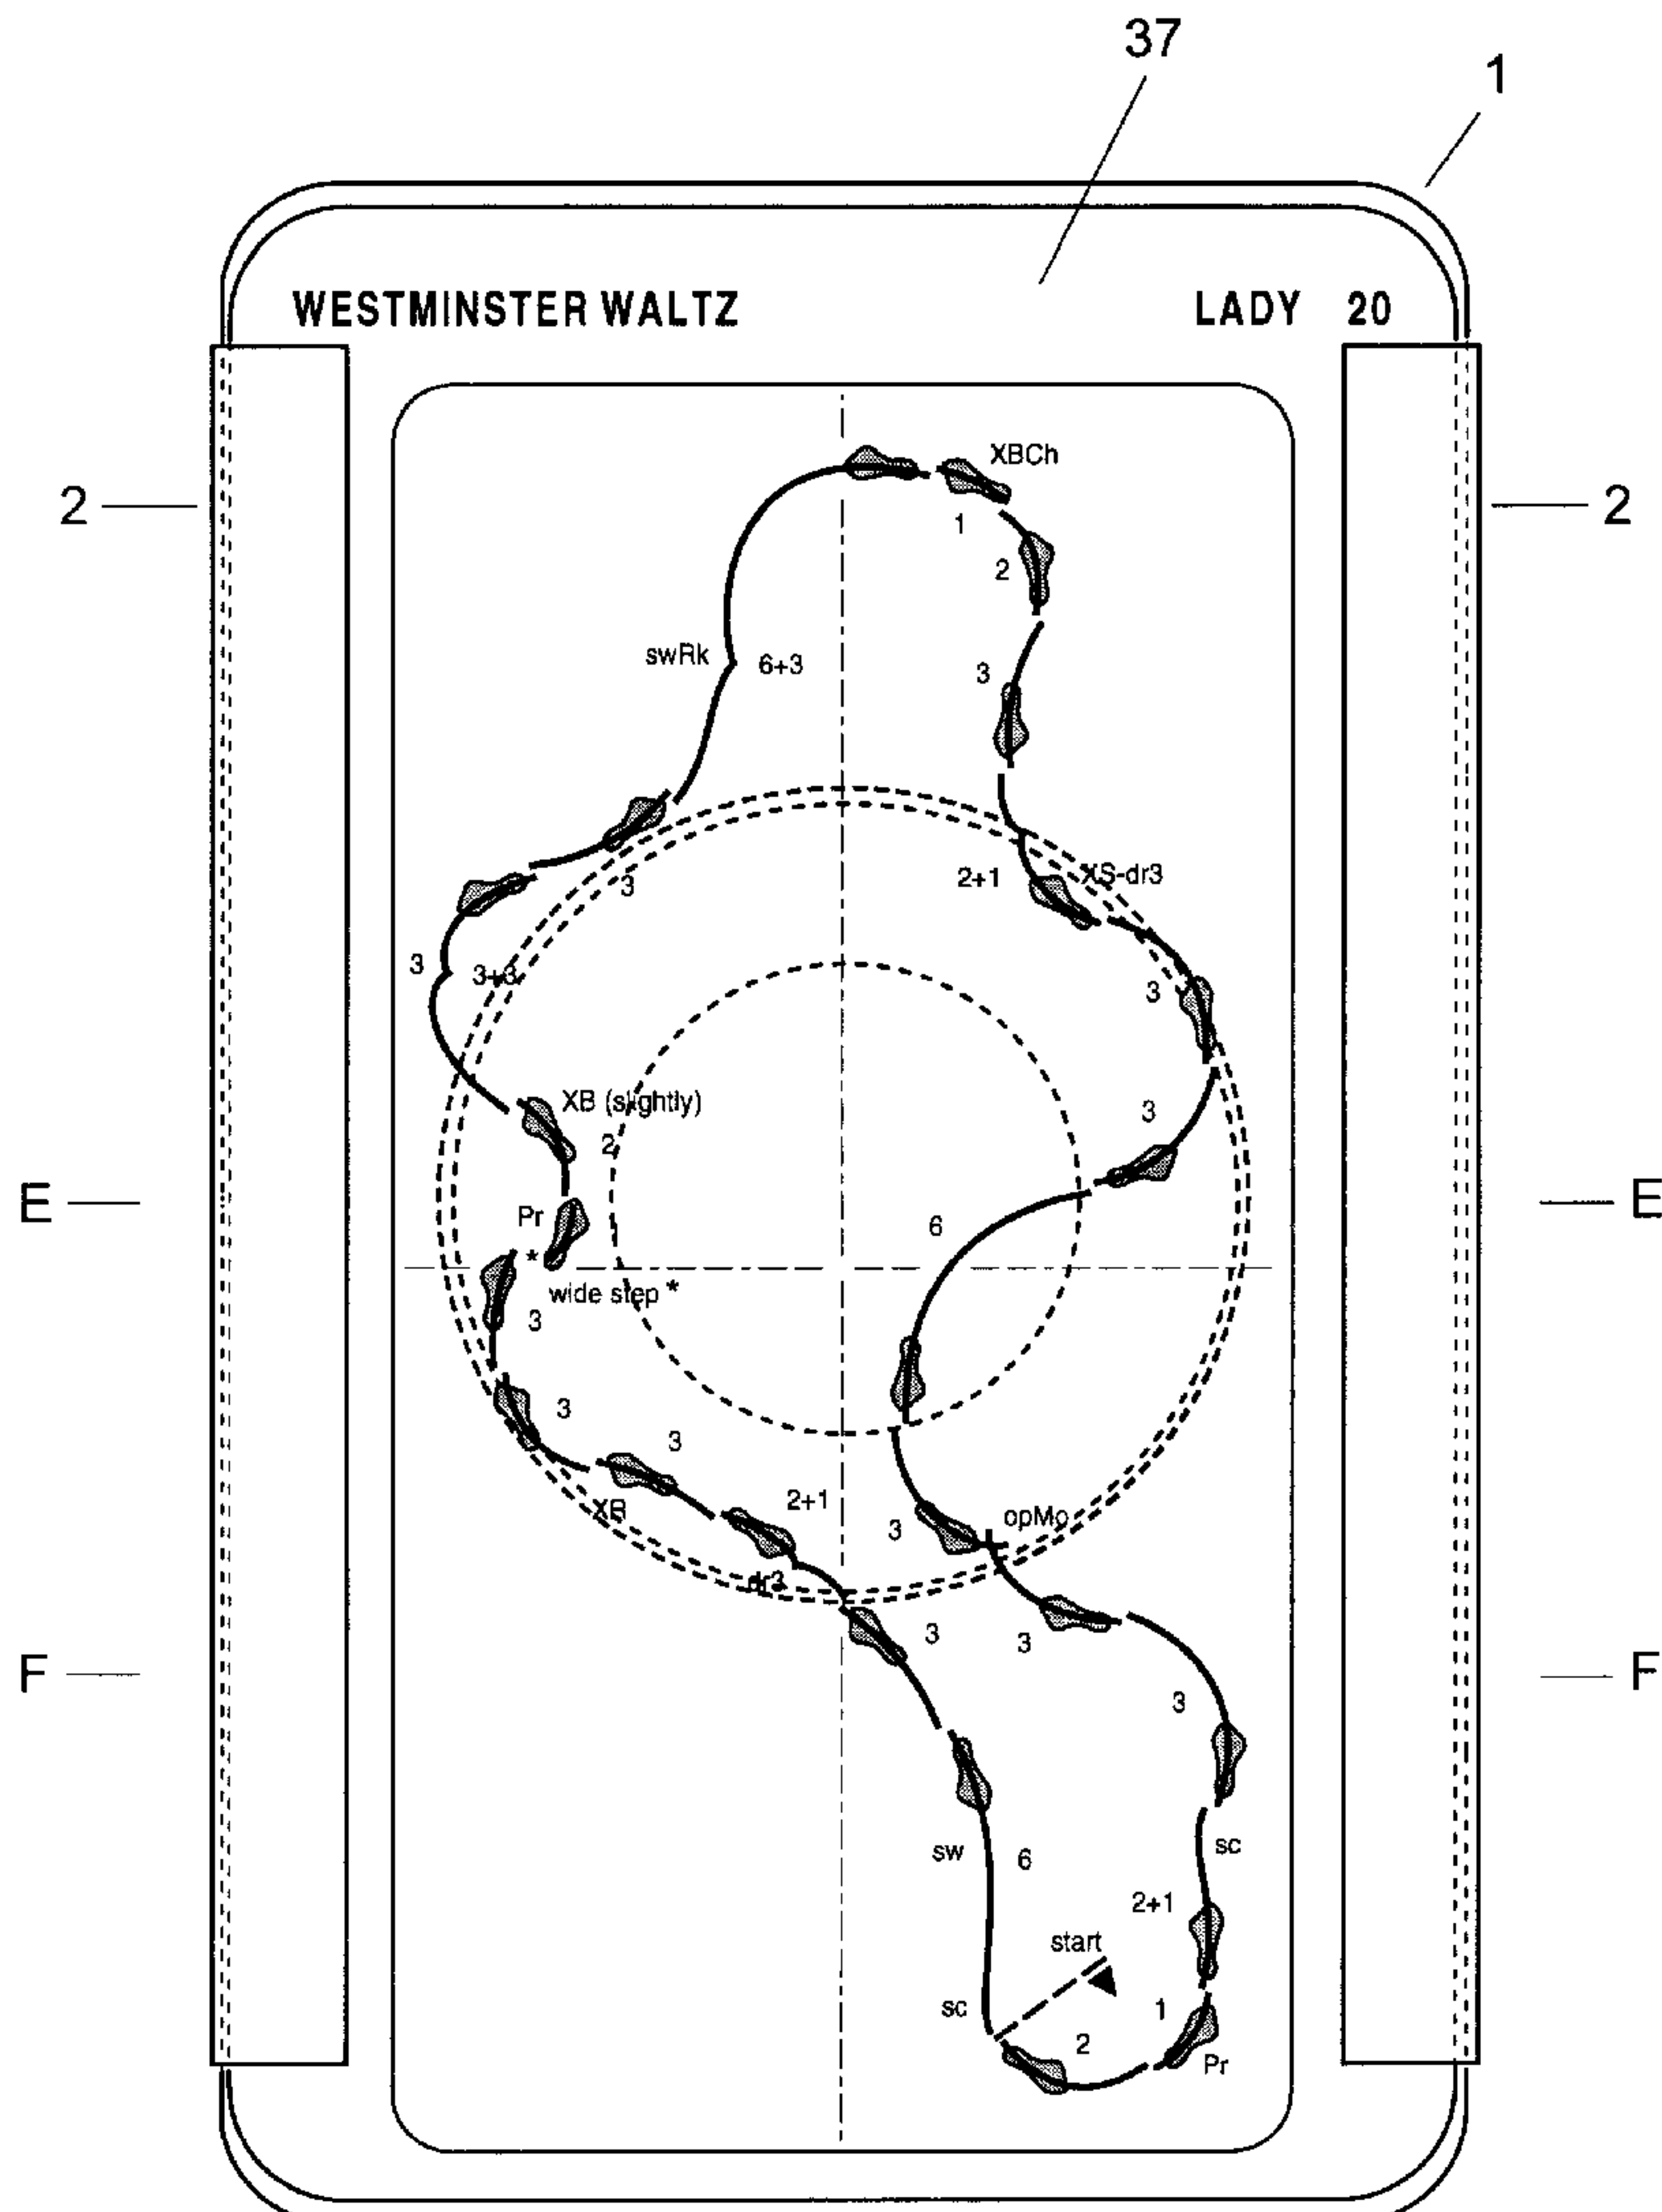 37
1
WESTMINSTER WALTZ LADY 20
XBCh
2 2
1
2
swRk 6+3
3
2+1 XS-dr3
3
3 3+3
3
XB (slightly)
3
2
E E
Pr
6
*
wide step *
3
3
3
2+1
XB
3 opMo
dr3
3 3
F F
3
sw 6
sc
2+1
start
sc
1
2
Pr